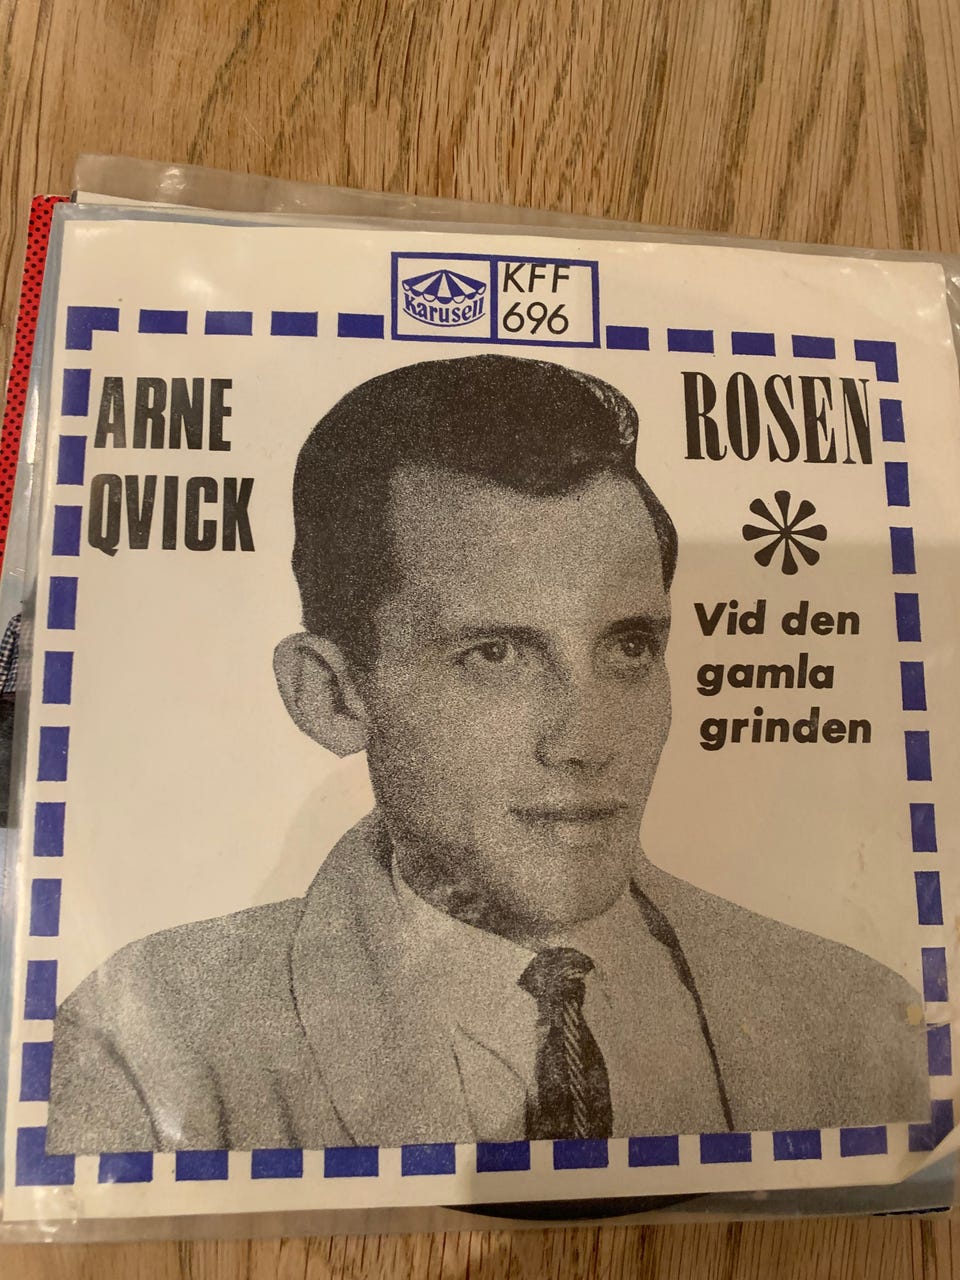 Karusell
KFF
696
ARNE
QVICK
ROSEN
Vid den
gamla
grinden